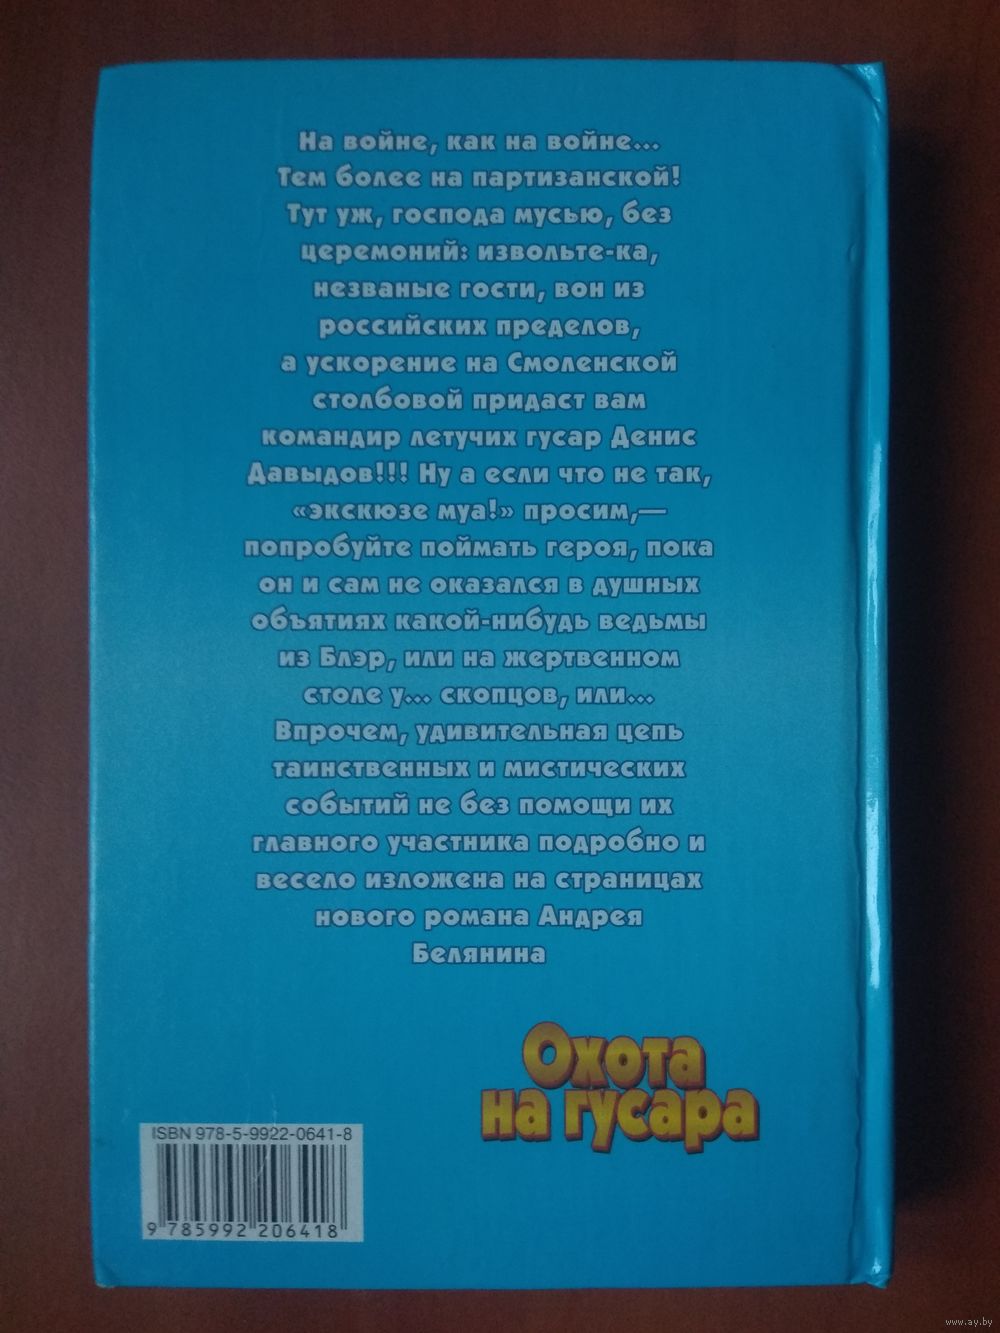 На войне, как на войне...
Тем более на партизанской!
Тут уж, господа мусью, без
церемоний: извольте-ка,
незваные гости, вон из
российских пределов,
а ускорение на Смоленской
столбовой придаст вам
командир летучих гусар Денис
Давыдов!!! Ну а если что не так,
«экскюзе муа!» просим,—
попробуйте поймать героя, пока
он и сам не оказался в душных
объятиях какой-нибудь ведьмы
из Блэр, или на жертвенном
столе у... скопцов, или...
Впрочем, удивительная цепь
таинственных и мистических
событий не без помощи их
главного участника подробно и
весело изложена на страницах
нового романа Андрея
Белянина
Охота
на гусара
ISBN 978-5-9922-0641-8
9 785992 206418
www.ay.by